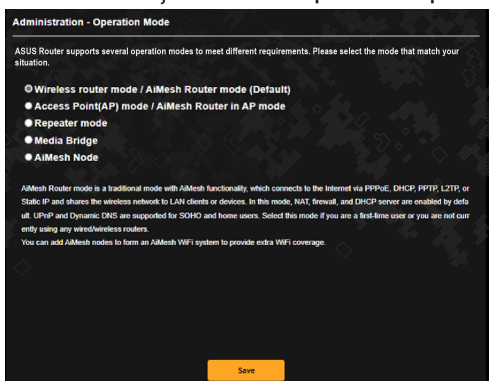 Administration - Operation Mode
ASUS Router supports several operation modes to meet different requirements. Please select the mode that match your
situation.
Wireless router mode / AiMesh Router mode (Default)
Access Point(AP) mode / AiMesh Router in AP mode
Repeater mode
Media Bridge
AiMesh Node
AiMesh Router mode is a traditional mode with AiMesh functionality, which connects to the Internet via PPPoE, DHCP, PPTP, L2TP, or
Static IP and shares the wireless network to LAN clients or devices. In this mode, NAT, firewall, and DHCP server are enabled by defa
ult. UPnP and Dynamic DNS are supported for SOHO and home users. Select this mode if you are a first-time user or you are not curr
ently using any wired/wireless routers.
You can add AiMesh nodes to form an AiMesh WiFi system to provide extra WiFi coverage.
Save